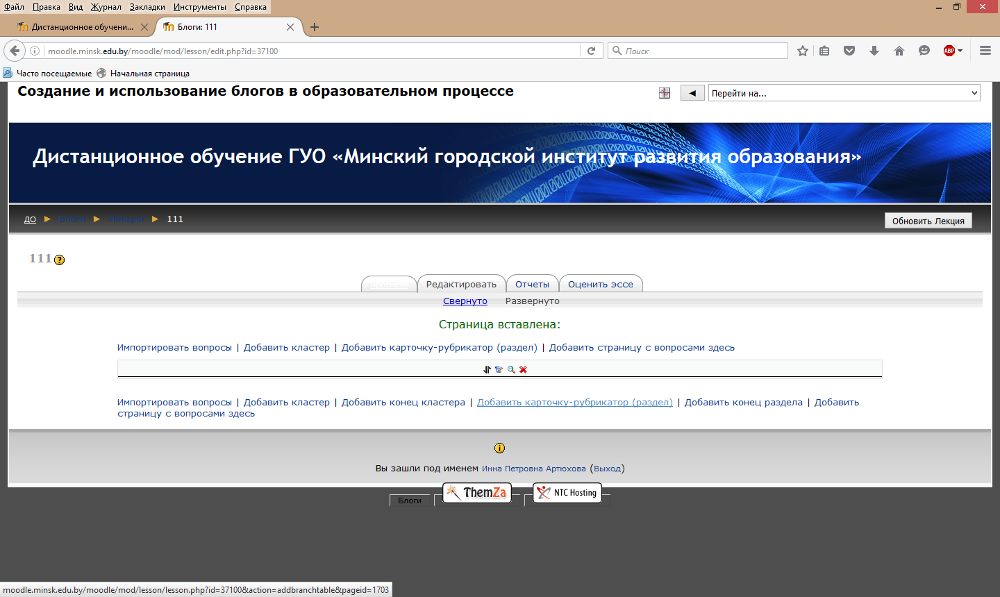 Файл Правка Вид Журнал Закладки Инструменты Справка
Дистанционное обучени... Блоги: 111
moodle.minsk.edu.by/moodle/mod/lesson/edit.php?id=37100 Поиск ABP
Часто посещаемые Начальная страница
Создание и использование блогов в образовательном процессе Перейти на...
Дистанционное обучение ГУО «Минский городской институт развития образования»
ДО ► Блоги ► Лекции ► 111 Обновить Лекция
111
Редактировать Отчеты Оценить эссе
Свернуто Развернуто
Страница вставлена:
Импортировать вопросы | Добавить кластер | Добавить карточку-рубрикатор (раздел) | Добавить страницу с вопросами здесь
Импортировать вопросы | Добавить кластер | Добавить конец кластера | Добавить карточку-рубрикатор (раздел) | Добавить конец раздела | Добавить
страницу с вопросами здесь
Вы зашли под именем Инна Петровна Артюхова (Выход)
Блоги ThemZa NTC Hosting
moodle.minsk.edu.by/moodle/mod/lesson/lesson.php?id=37100&action=addbranchtable&pageid=1703